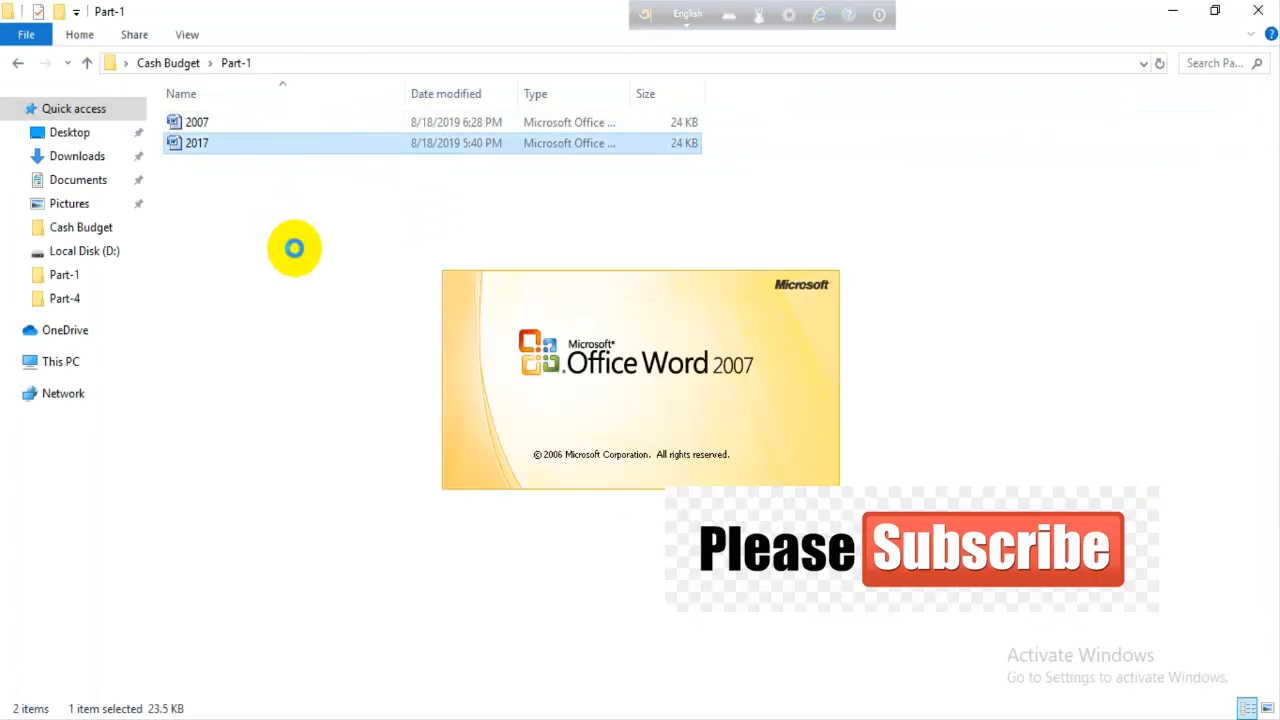 Part-1
English
File
Home
Share
View
Cash Budget
Part-1
Search Pa...
Name
Date modified
Type
Size
2007
8/18/2019 6:28 PM
Microsoft Office ...
24 KB
2017
8/18/2019 5:40 PM
Microsoft Office ...
24 KB
Quick access
Desktop
Downloads
Documents
Pictures
Cash Budget
Local Disk (D:)
Part-1
Part-4
OneDrive
This PC
Network
Microsoft
Microsoft®
Office Word 2007
© 2006 Microsoft Corporation. All rights reserved.
Please Subscribe
Activate Windows
Go to Settings to activate Windows.
2 items
1 item selected 23.5 KB